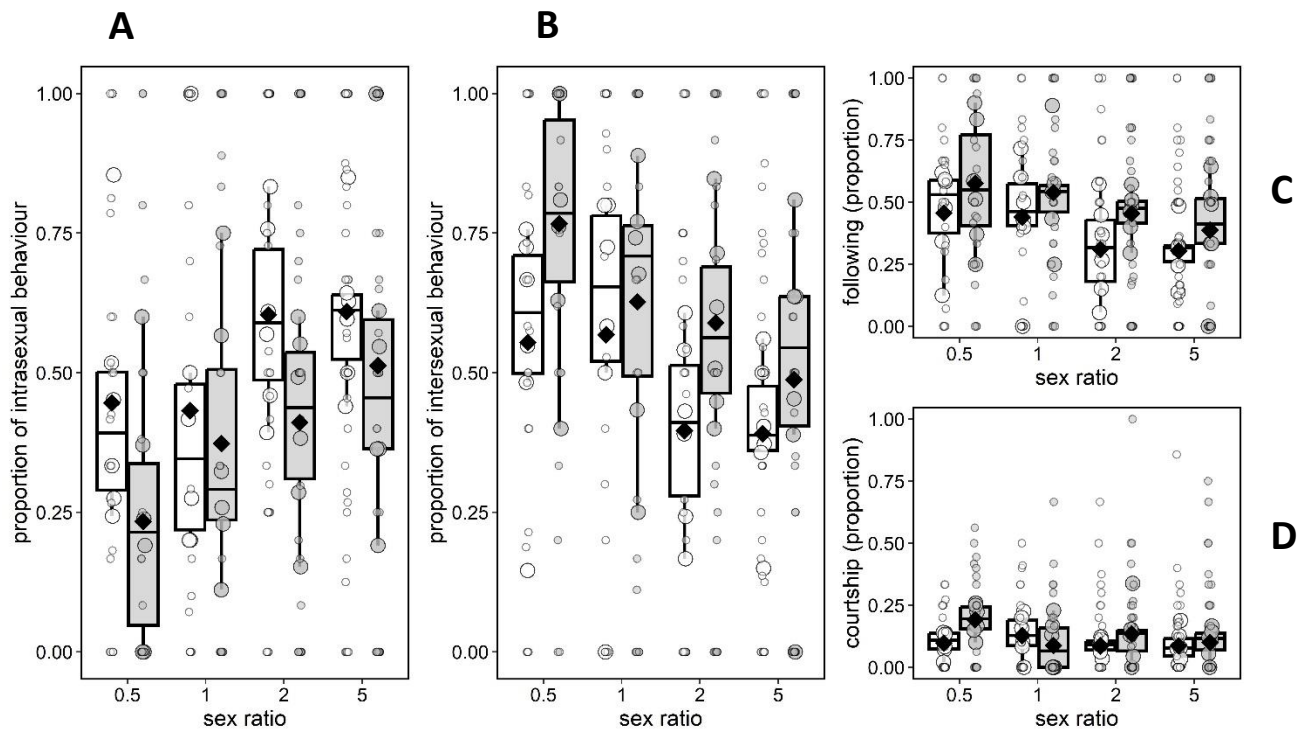 A
proportion of intrasexual behaviour
1.00
0.75
0.50
0.25
0.00
0.5 1 2 5
sex ratio
B
proportion of intersexual behaviour
1.00
0.75
0.50
0.25
0.00
0.5 1 2 5
sex ratio
C
following (proportion)
1.00
0.75
0.50
0.25
0.00
0.5 1 2 5
sex ratio
D
courtship (proportion)
1.00
0.75
0.50
0.25
0.00
0.5 1 2 5
sex ratio